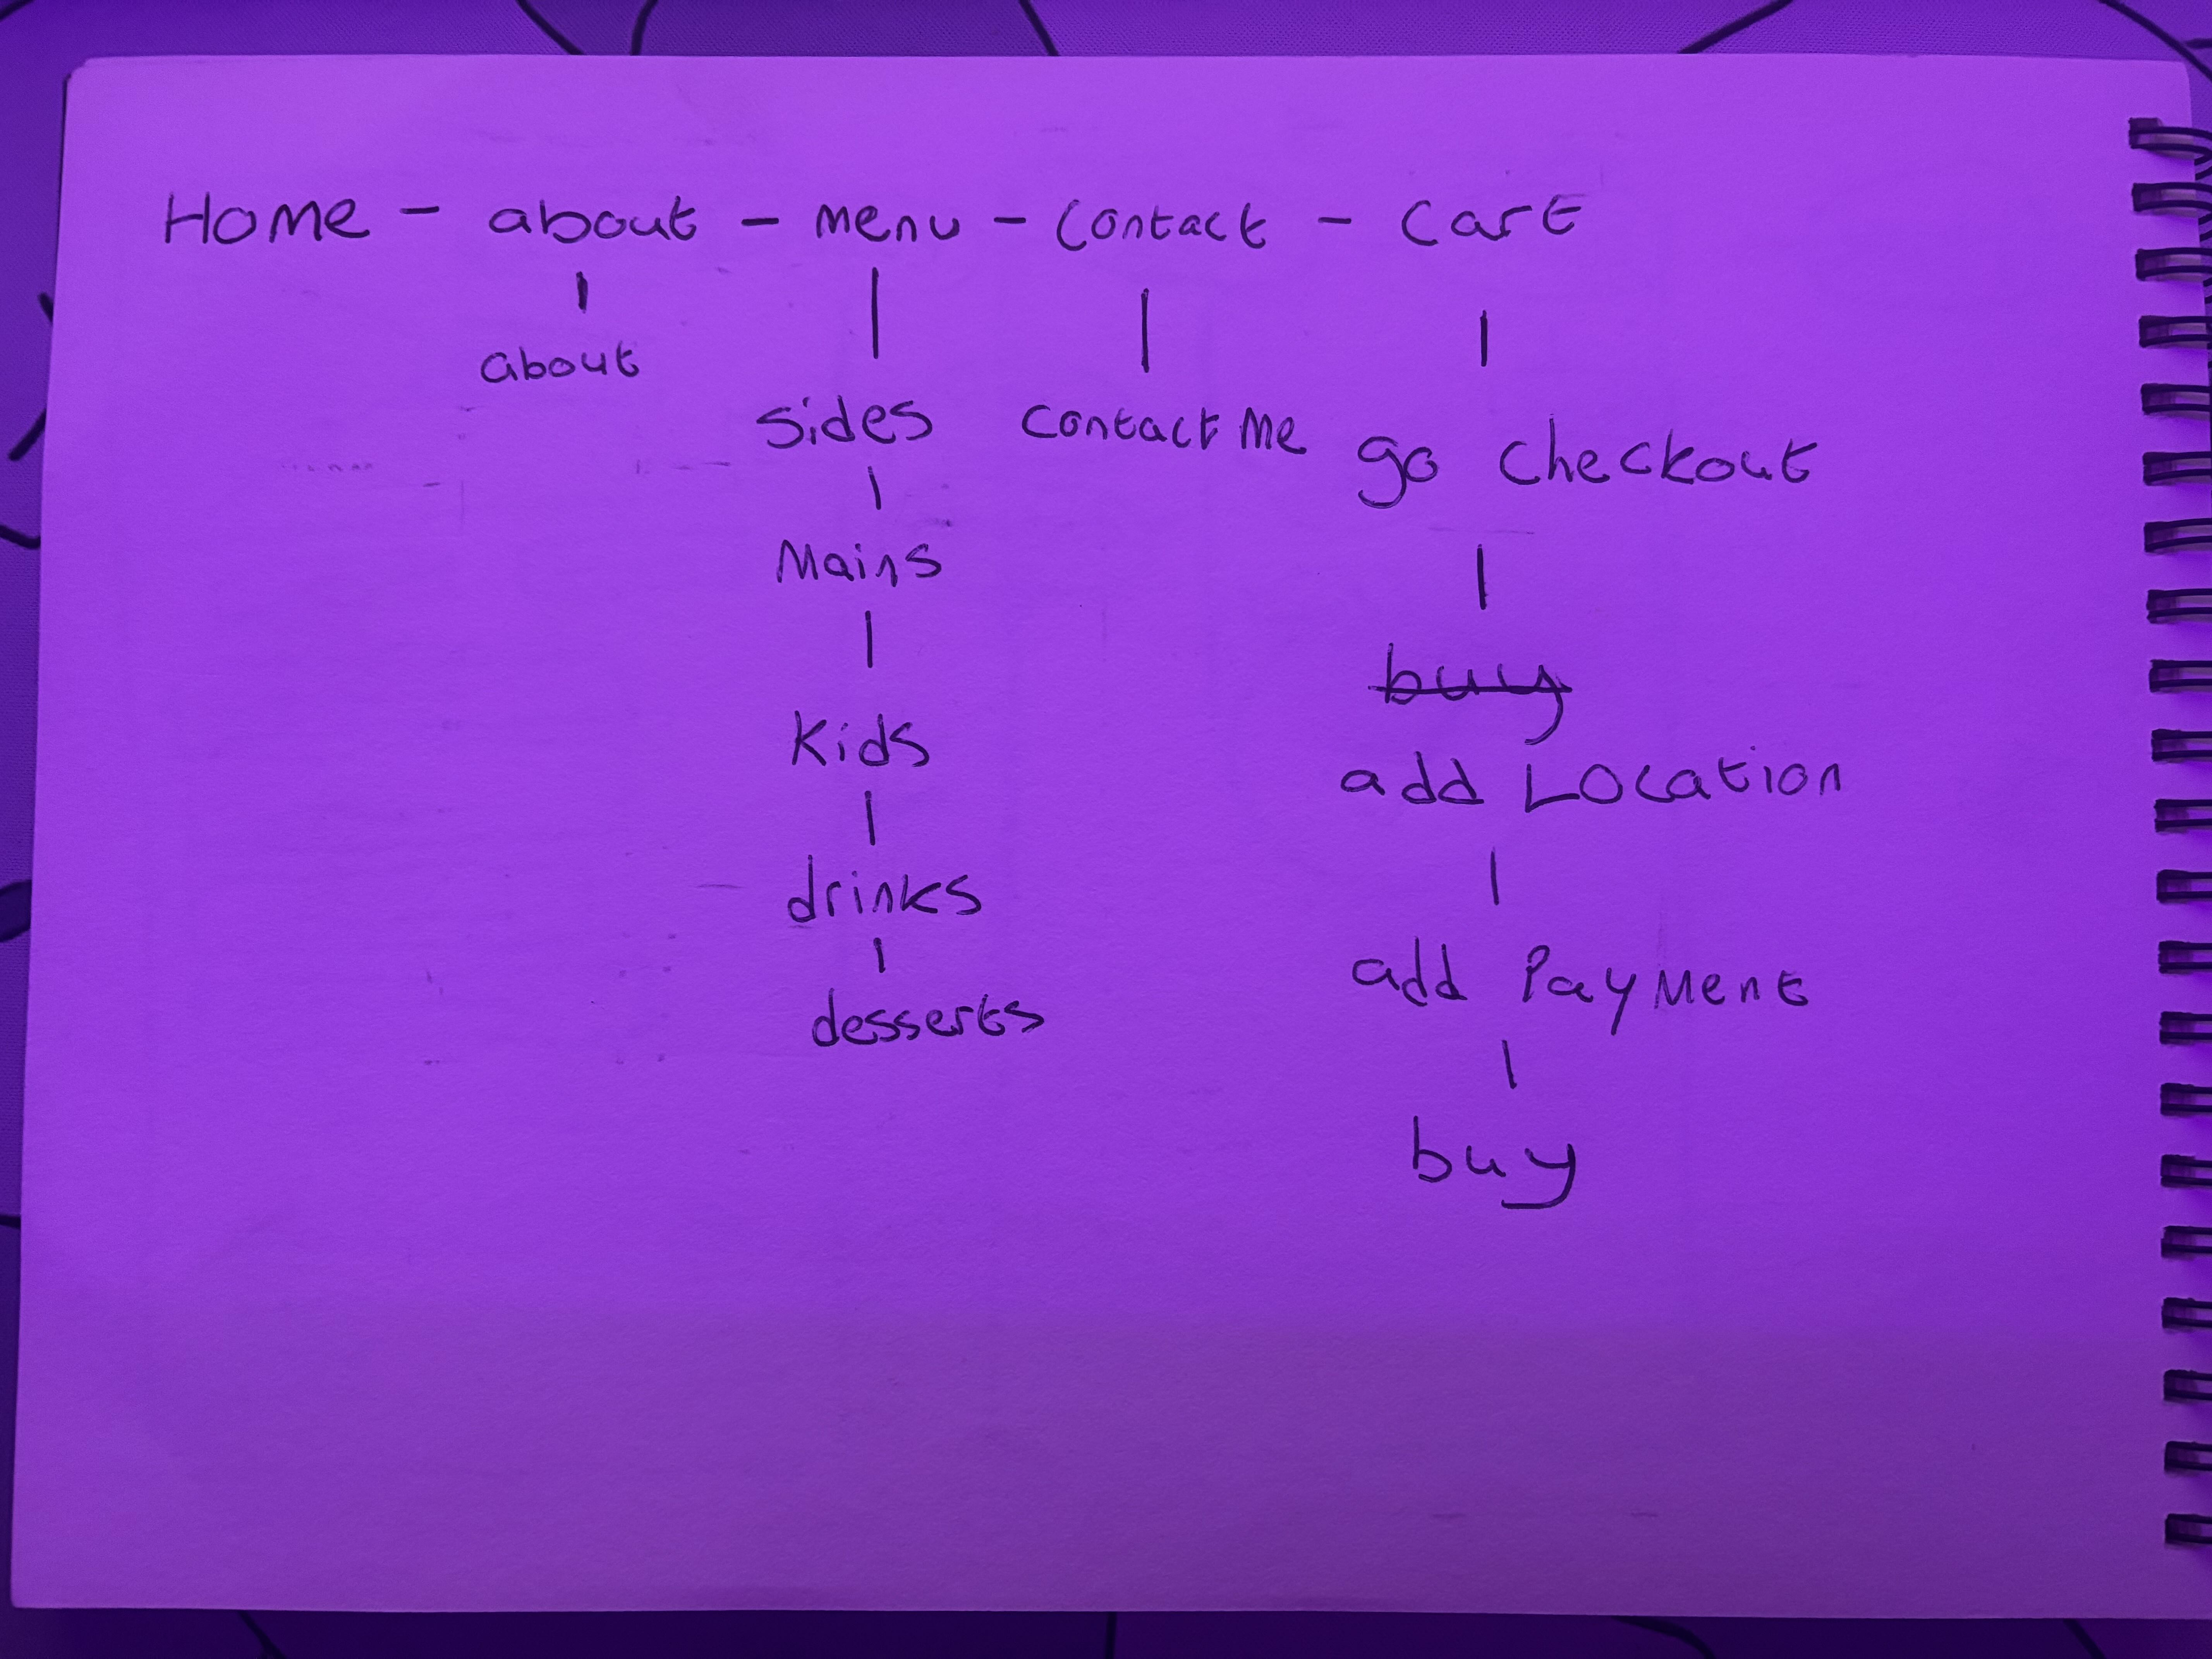 Home - about - menu - contact - cart
about
sides
contact Me
go checkout
Mains
buy
Kids
add Location
drinks
add Payment
desserts
buy